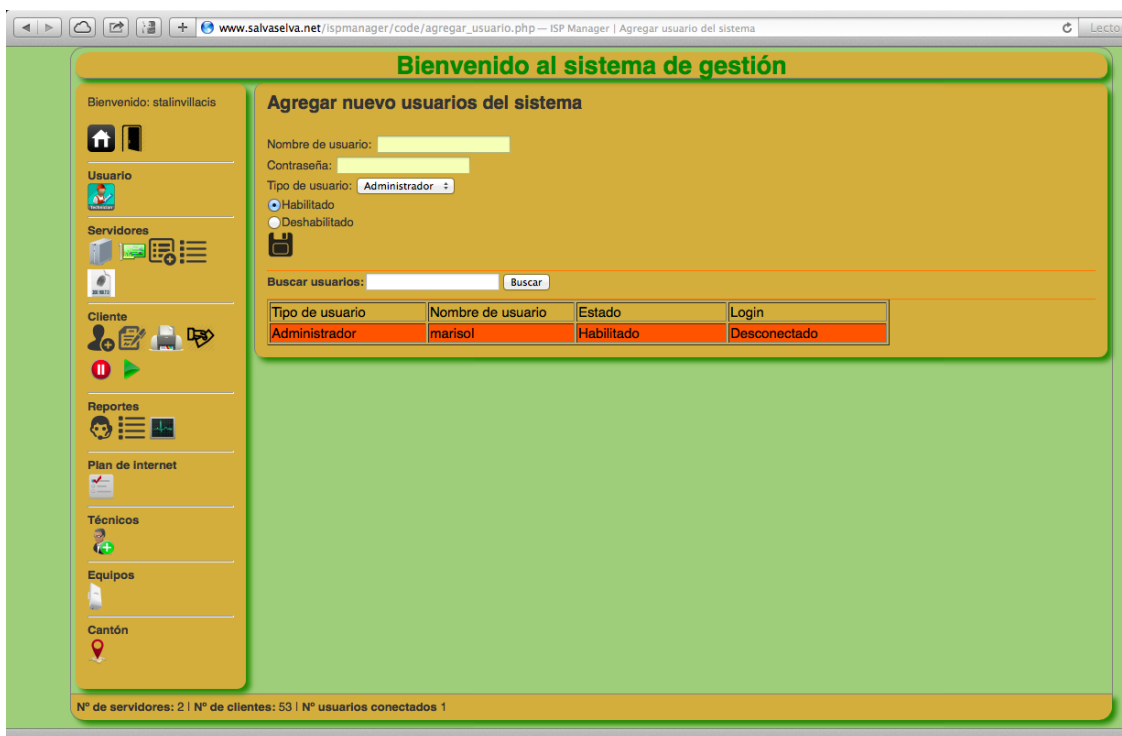 www.salvaselva.net/ispmanager/code/agregar_usuario.php — ISP Manager | Agregar usuario del sistema
Lecto
Bienvenido al sistema de gestión
Bienvenido: stalinvillacis
Usuario
Technician
Servidores
Cliente
Reportes
Plan de internet
Técnicos
Equipos
Cantón
Agregar nuevo usuarios del sistema
Nombre de usuario:
Contraseña:
Tipo de usuario: Administrador
Habilitado
Deshabilitado
Buscar usuarios: Buscar
Tipo de usuario Nombre de usuario Estado Login
Administrador marisol Habilitado Desconectado
Nº de servidores: 2 | Nº de clientes: 53 | Nº usuarios conectados 1